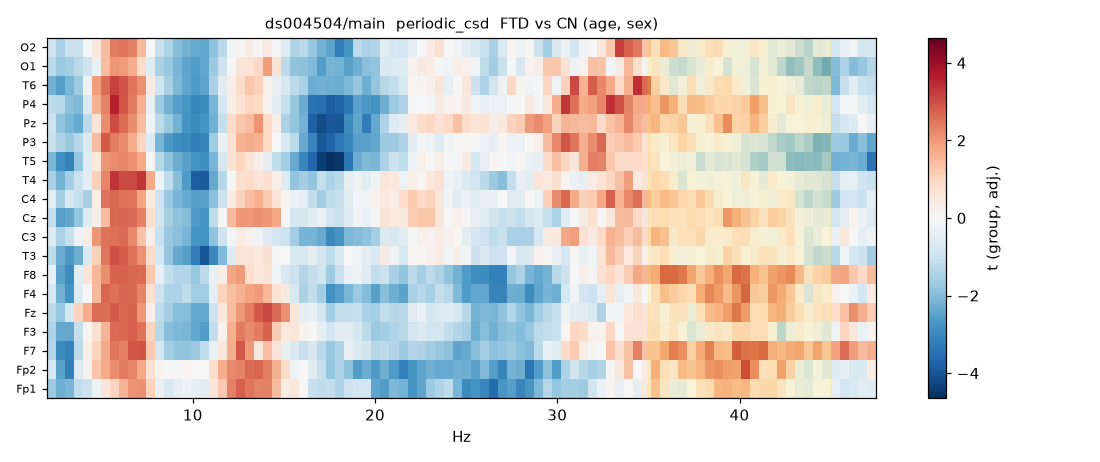 ds004504/main periodic_csd FTD vs CN (age, sex)
O2
O1
T6
P4
Pz
P3
T5
T4
C4
Cz
C3
T3
F8
F4
Fz
F3
F7
Fp2
Fp1
10 20 30 40
Hz
4
2
0
−2
−4
t (group, adj.)